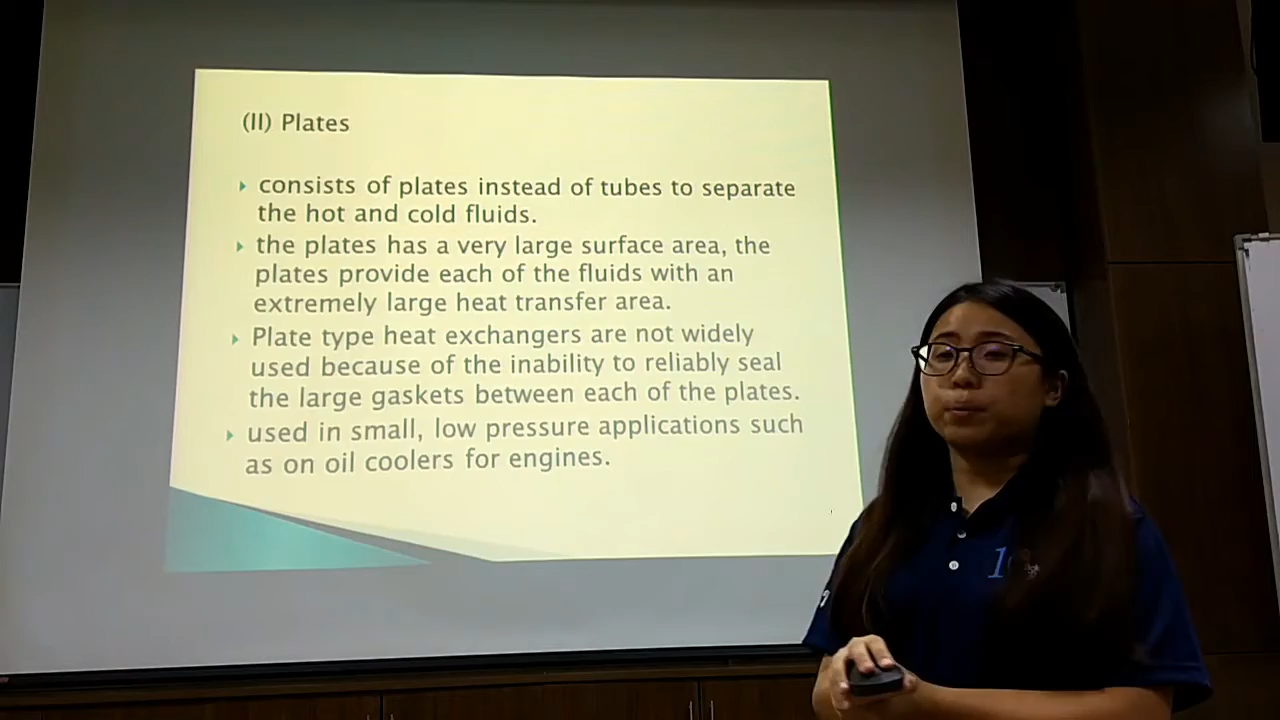 (II) Plates
consists of plates instead of tubes to separate
the hot and cold fluids.
the plates has a very large surface area, the
plates provide each of the fluids with an
extremely large heat transfer area.
Plate type heat exchangers are not widely
used because of the inability to reliably seal
the large gaskets between each of the plates.
used in small, low pressure applications such
as on oil coolers for engines.